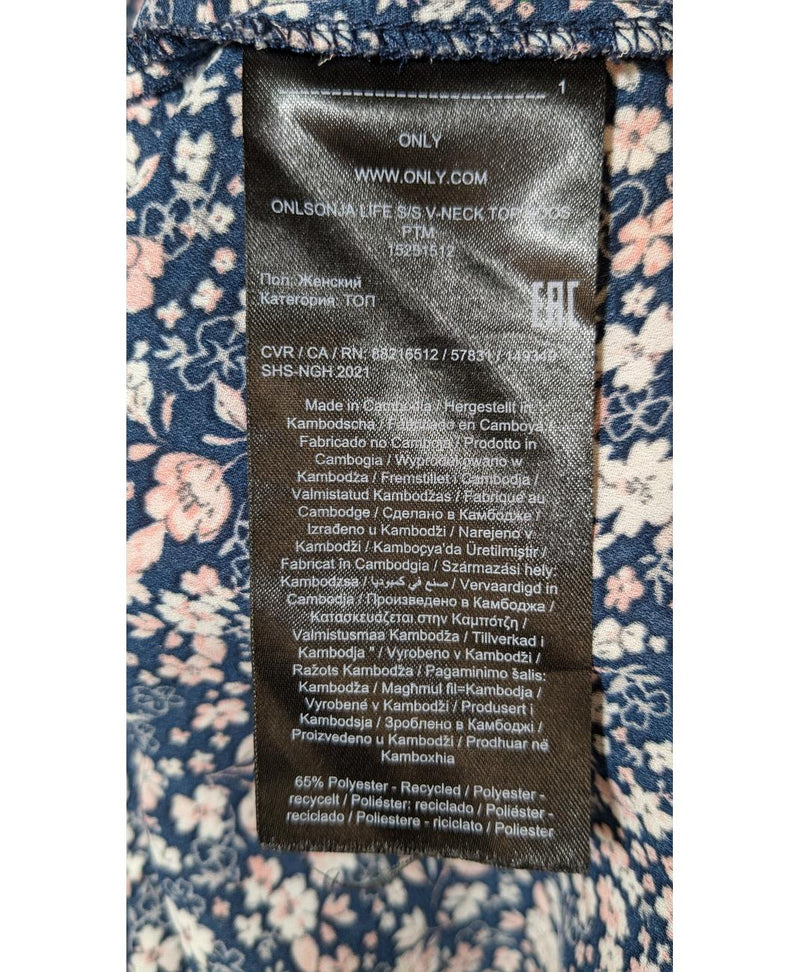 1
ONLY
WWW.ONLY.COM
ONLSONJA LIFE S/S V-NECK TOP
PTM
15251512
Пол: Женский
Категория: ТОП
EAC
CVR / CA / RN: 88216512 / 57831 / 149349
SHS-NGH.2021
Made in Cambodia / Hergestellt in
Kambodscha / Fabricado en Camboya /
Fabricado no Camboja / Prodotto in
Cambogia / Wyprodukowano w
Kambodża / Fremstillet i Cambodja /
Valmistatud Kambodžas / Fabriqué au
Cambodge / Сделано в Камбодже /
Izrađeno u Kambodži / Narejeno v
Kambodži / Kamboçya'da Üretilmiştir /
Fabricat în Cambodgia / Származási hely:
Kambodzsa / صنع في كمبوديا / Vervaardigd in
Cambodja / Произведено в Камбоджа /
Κατασκευάζεται στην Καμπότζη /
Valmistusmaa Kambodža / Tillverkad i
Kambodja " / Vyrobeno v Kambodži /
Ražots Kambodža / Pagaminimo šalis:
Kambodža / Magħmul fil=Kambodja /
Vyrobené v Kambodži / Produsert i
Kambodsja / Зроблено в Камбоджі /
Proizvedeno u Kambodži / Prodhuar në
Kamboxhia
65% Polyester - Recycled / Polyester -
recycelt / Poliéster: reciclado / Poliéster -
reciclado / Poliestere - riciclato / Poliester